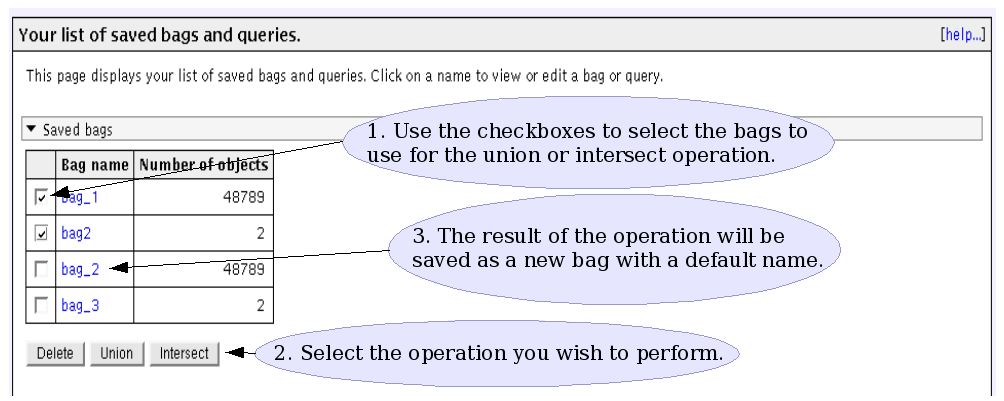 Your list of saved bags and queries. [help...]
This page displays your list of saved bags and queries. Click on a name to view or edit a bag or query.
▼ Saved bags
1. Use the checkboxes to select the bags to
use for the union or intersect operation.
Bag name Number of objects
bag_1 48789
bag2 2
3. The result of the operation will be
saved as a new bag with a default name.
bag_2 48789
bag_3 2
Delete Union Intersect
2. Select the operation you wish to perform.